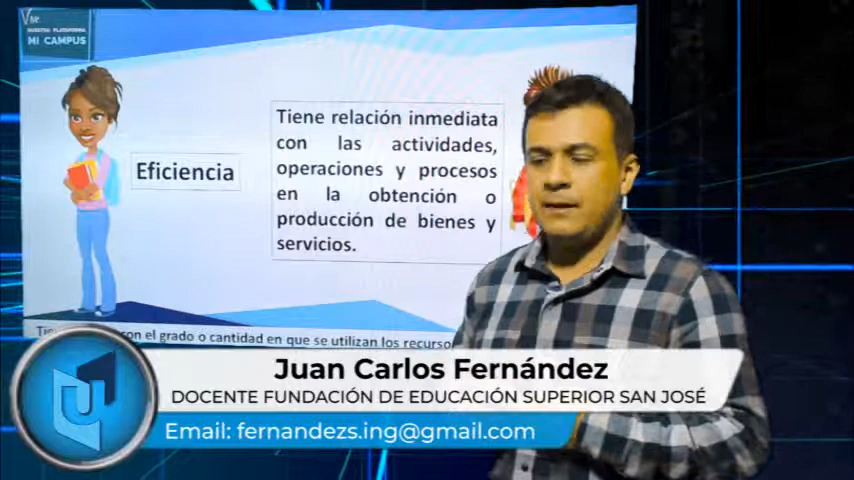 NUESTRA PLATAFORMA
MI CAMPUS
Eficiencia
Tiene relación inmediata
con las actividades,
operaciones y procesos
en la obtención o
producción de bienes y
servicios.
con el grado o cantidad en que se utilizan los recurso
Juan Carlos Fernández
DOCENTE FUNDACIÓN DE EDUCACIÓN SUPERIOR SAN JOSÉ
Email: fernandezs.ing@gmail.com